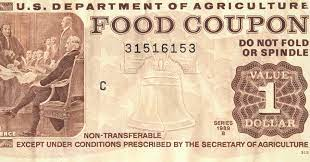 U.S. DEPARTMENT OF AGRICULTURE
FOOD COUPON
31516153
DO NOT FOLD
OR SPINDLE
C
VALUE
1
DOLLAR
SERIES
1989
B
NON-TRANSFERABLE
EXCEPT UNDER CONDITIONS PRESCRIBED BY THE SECRETARY OF AGRICULTURE